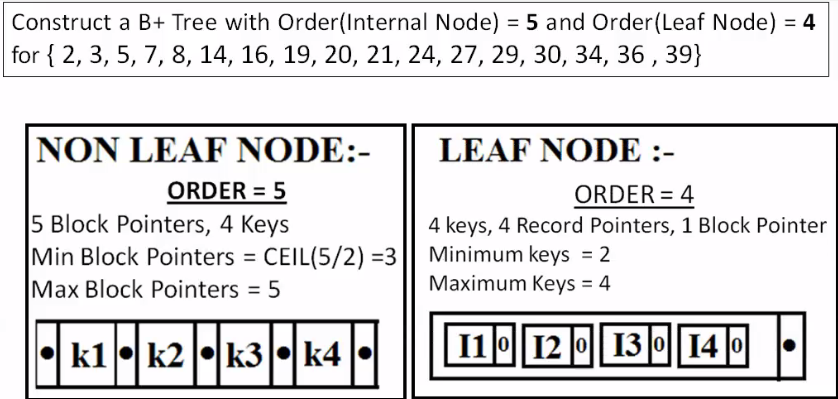 Construct a B+ Tree with Order(Internal Node) = 5 and Order(Leaf Node) = 4
for { 2, 3, 5, 7, 8, 14, 16, 19, 20, 21, 24, 27, 29, 30, 34, 36 , 39}
NON LEAF NODE:-
ORDER = 5
5 Block Pointers, 4 Keys
Min Block Pointers = CEIL(5/2) =3
Max Block Pointers = 5
k1 k2 k3 k4
LEAF NODE :-
ORDER = 4
4 keys, 4 Record Pointers, 1 Block Pointer
Minimum keys = 2
Maximum Keys = 4
I1 0 I2 0 I3 0 I4 0